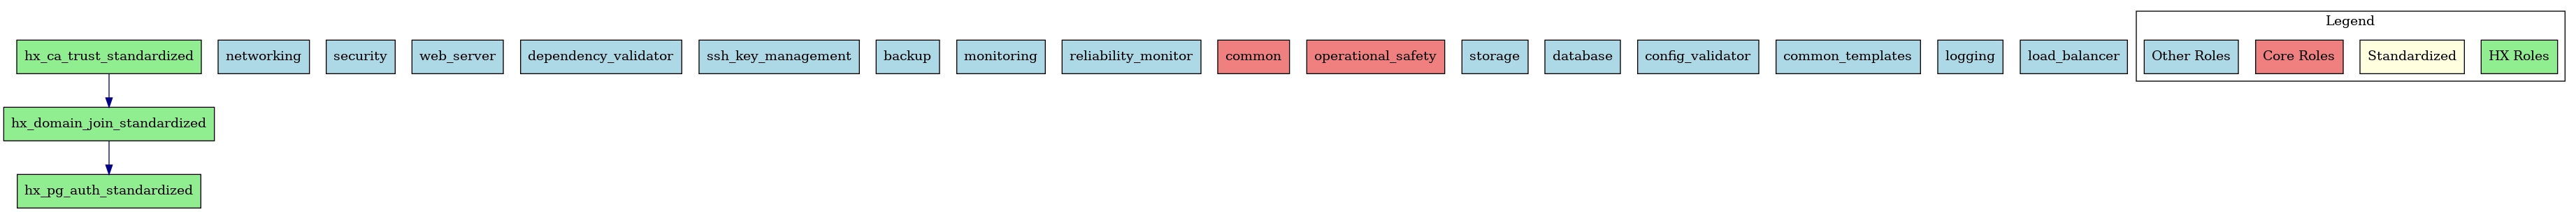 Legend
hx_ca_trust_standardized
networking
security
web_server
dependency_validator
ssh_key_management
backup
monitoring
reliability_monitor
common
operational_safety
storage
database
config_validator
common_templates
logging
load_balancer
Other Roles
Core Roles
Standardized
HX Roles
hx_domain_join_standardized
hx_pg_auth_standardized